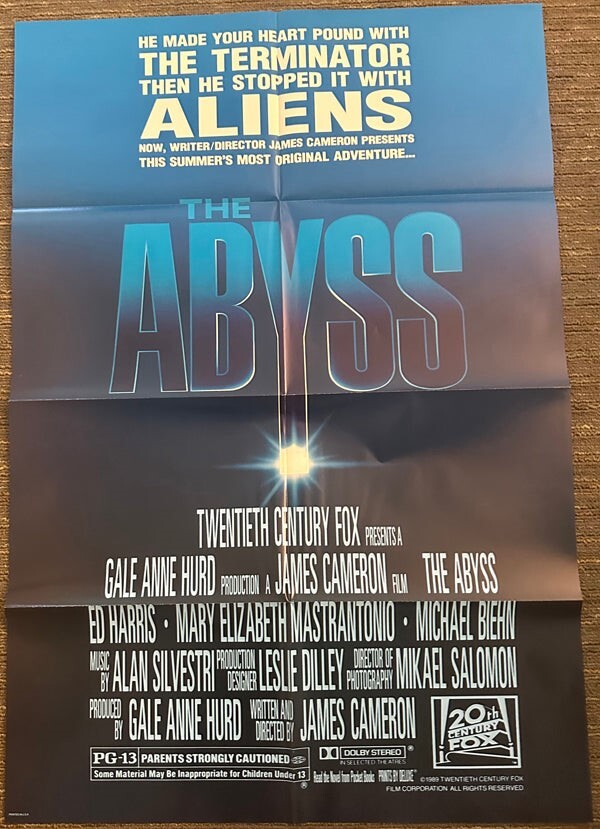 HE MADE YOUR HEART POUND WITH
THE TERMINATOR
THEN HE STOPPED IT WITH
ALIENS
NOW, WRITER/DIRECTOR JAMES CAMERON PRESENTS
THIS SUMMER'S MOST ORIGINAL ADVENTURE...
THE
ABYSS
TWENTIETH CENTURY FOX PRESENTS A
GALE ANNE HURD PRODUCTION A JAMES CAMERON FILM THE ABYSS
ED HARRIS • MARY ELIZABETH MASTRANTONIO • MICHAEL BIEHN
MUSIC BY ALAN SILVESTRI PRODUCTION DESIGNER LESLIE DILLEY DIRECTOR OF PHOTOGRAPHY MIKAEL SALOMON
PRODUCED BY GALE ANNE HURD WRITTEN AND DIRECTED BY JAMES CAMERON
20th
CENTURY
FOX
PG-13 PARENTS STRONGLY CAUTIONED
Some Material May Be Inappropriate for Children Under 13
®
DOLBY STEREO ®
IN SELECTED THEATRES
Read the Novel from Pocket Books PRINTS BY DELUXE®
©1989 TWENTIETH CENTURY FOX
FILM CORPORATION ALL RIGHTS RESERVED
PRINTED IN U.S.A.